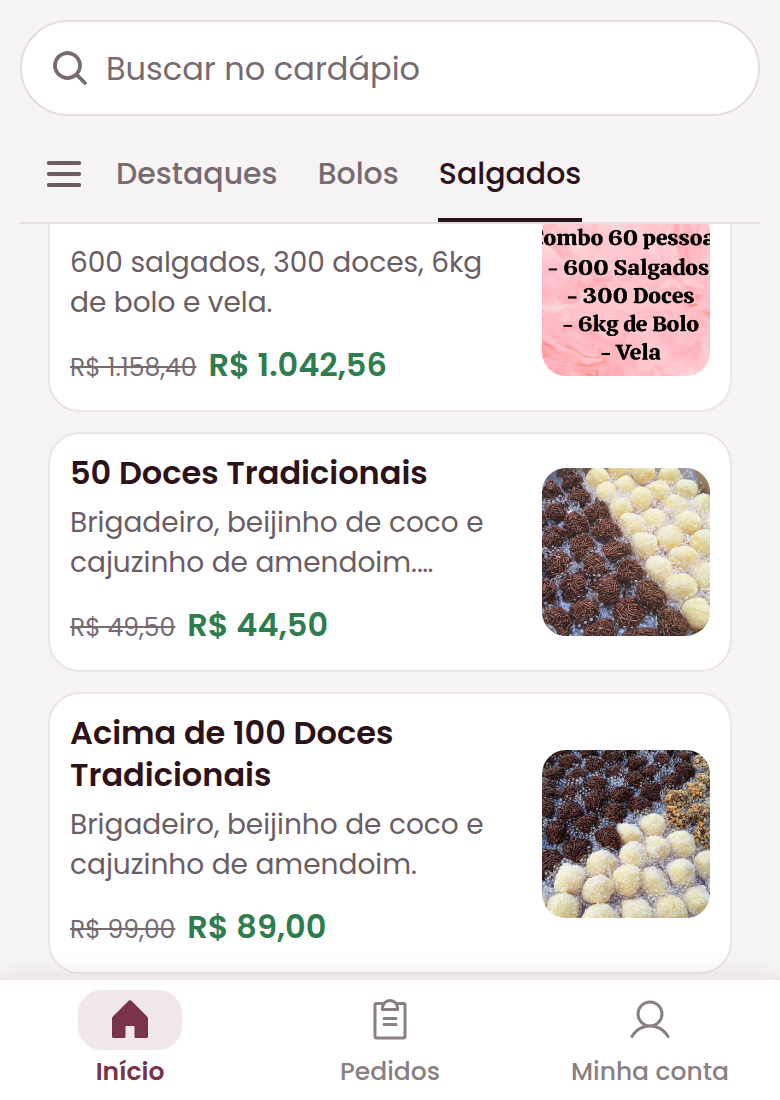 Buscar no cardápio
Destaques Bolos Salgados
600 salgados, 300 doces, 6kg
de bolo e vela.
R$ 1.158,40 R$ 1.042,56
Combo 60 pessoa
- 600 Salgados
- 300 Doces
- 6kg de Bolo
- Vela
50 Doces Tradicionais
Brigadeiro, beijinho de coco e
cajuzinho de amendoim....
R$ 49,50 R$ 44,50
Acima de 100 Doces
Tradicionais
Brigadeiro, beijinho de coco e
cajuzinho de amendoim.
R$ 99,00 R$ 89,00
Início Pedidos Minha conta